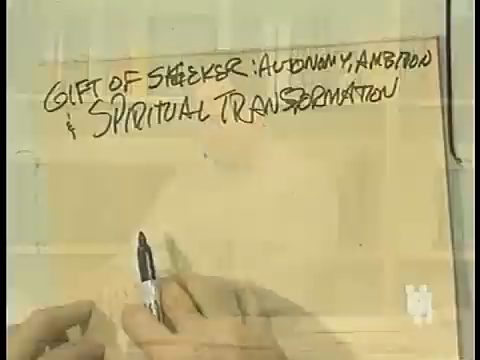 GIFT OF SEEKER: AUTONOMY, AMBITION
& SPIRITUAL TRANSFORMATION